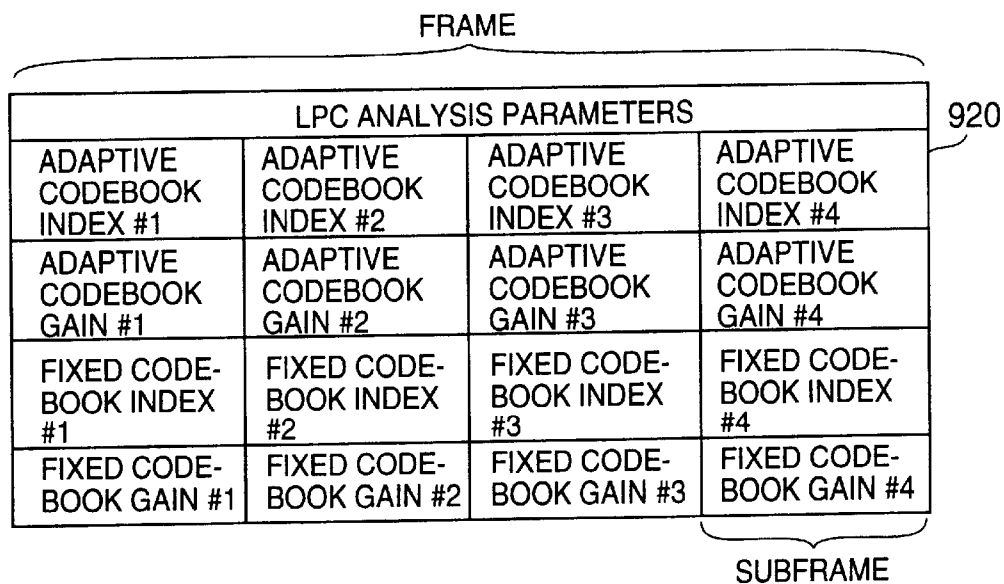 FRAME
LPC ANALYSIS PARAMETERS
920
ADAPTIVE CODEBOOK INDEX #1
ADAPTIVE CODEBOOK INDEX #2
ADAPTIVE CODEBOOK INDEX #3
ADAPTIVE CODEBOOK INDEX #4
ADAPTIVE CODEBOOK GAIN #1
ADAPTIVE CODEBOOK GAIN #2
ADAPTIVE CODEBOOK GAIN #3
ADAPTIVE CODEBOOK GAIN #4
FIXED CODE-
BOOK INDEX
#1
FIXED CODE-
BOOK INDEX
#2
FIXED CODE-
BOOK INDEX
#3
FIXED CODE-
BOOK INDEX
#4
FIXED CODE-
BOOK GAIN #1
FIXED CODE-
BOOK GAIN #2
FIXED CODE-
BOOK GAIN #3
FIXED CODE-
BOOK GAIN #4
SUBFRAME